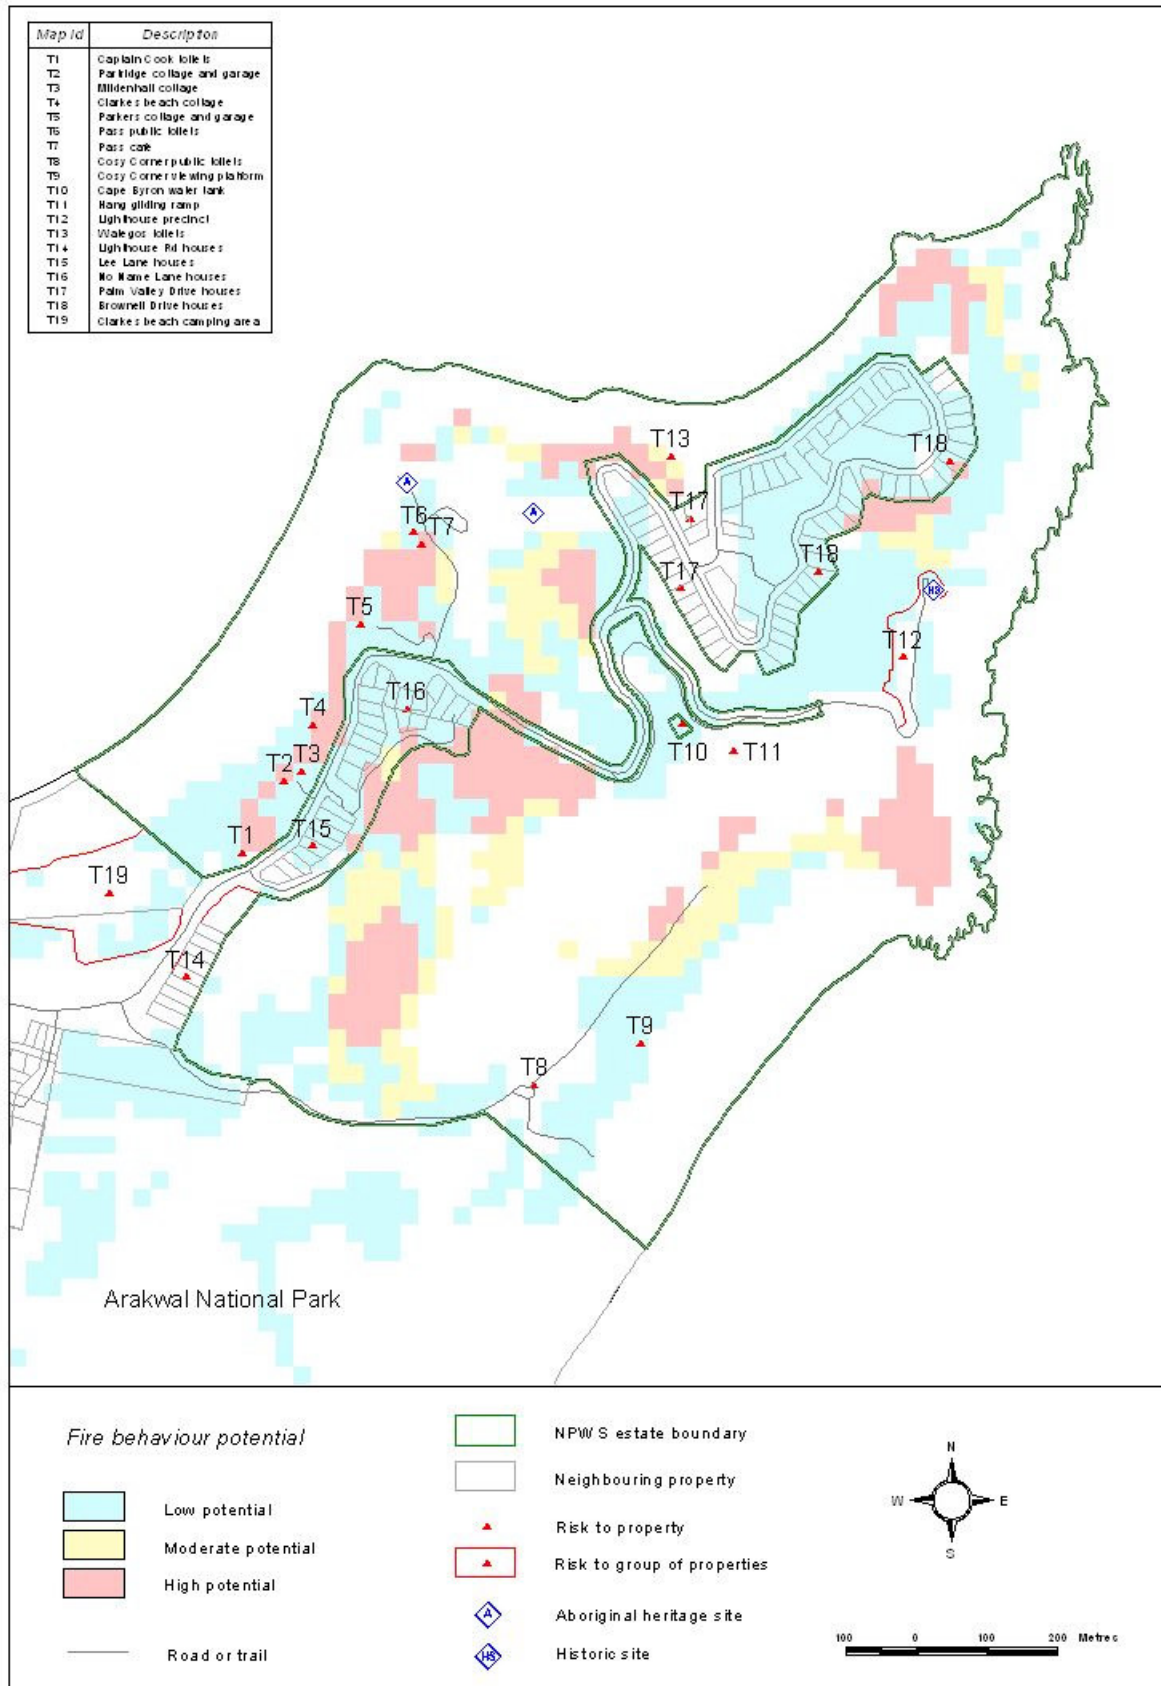 Map Id Description
T1 Captain Cook toilets
T2 Partridge cottage and garage
T3 Mildenhall cottage
T4 Clarkes beach cottage
T5 Parkers cottage and garage
T6 Pass public toilets
T7 Pass café
T8 Cosy Corner public toilets
T9 Cosy Corner viewing platform
T10 Cape Byron water tank
T11 Hang gliding ramp
T12 Lighthouse precinct
T13 Wategos toilets
T14 Lighthouse Rd houses
T15 Lee Lane houses
T16 No Name Lane houses
T17 Palm Valley Drive houses
T18 Brownell Drive houses
T19 Clarkes beach camping area
T13
T18
A
T17
A
T6
T7
T18
T17
HS
T5
T12
T16
T4
T10
T11
T3
T2
T15
T1
T19
T14
T9
T8
Arakwal National Park
Fire behaviour potential
Low potential
Moderate potential
High potential
Road or trail
NPWS estate boundary
Neighbouring property
Risk to property
Risk to group of properties
A Aboriginal heritage site
HS Historic site
N
W E
S
100 0 100 200 Metres